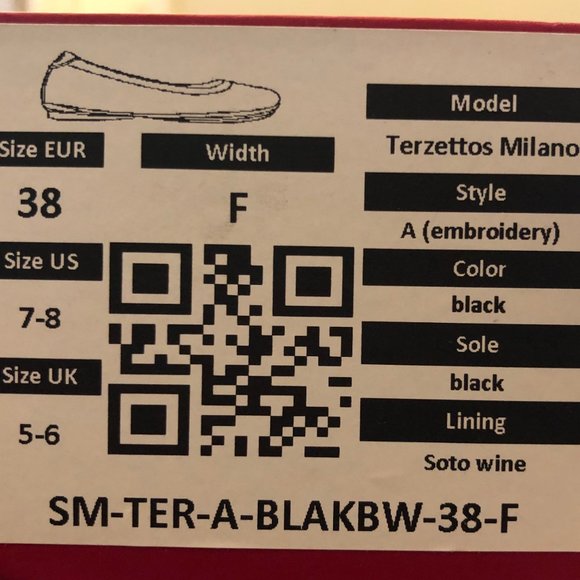 Size EUR
38
Size US
7-8
Size UK
5-6
Width
F
Model
Terzettos Milano
Style
A (embroidery)
Color
black
Sole
black
Lining
Soto wine
SM-TER-A-BLAKBW-38-F